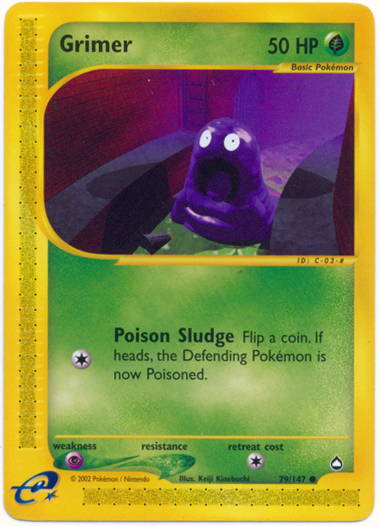 Grimer 50 HP
Basic Pokémon
ID: C-03-#
Poison Sludge Flip a coin. If
heads, the Defending Pokémon is
now Poisoned.
weakness resistance retreat cost
© 2002 Pokémon / Nintendo Illus. Keiji Kinebuchi 79/147